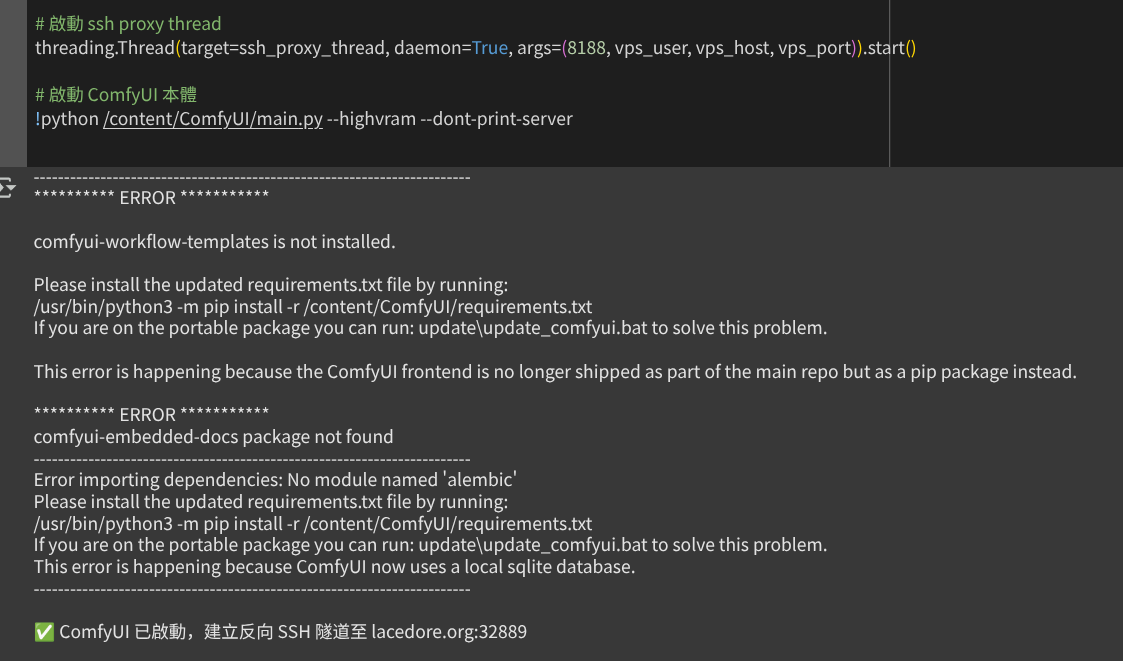 # 啟動 ssh proxy thread
threading.Thread(target=ssh_proxy_thread, daemon=True, args=(8188, vps_user, vps_host, vps_port)).start()
# 啟動 ComfyUI 本體
!python /content/ComfyUI/main.py --highvram --dont-print-server
------------------------------------------------------------------------
********** ERROR ***********
comfyui-workflow-templates is not installed.
Please install the updated requirements.txt file by running:
/usr/bin/python3 -m pip install -r /content/ComfyUI/requirements.txt
If you are on the portable package you can run: update\update_comfyui.bat to solve this problem.
This error is happening because the ComfyUI frontend is no longer shipped as part of the main repo but as a pip package instead.
********** ERROR ***********
comfyui-embedded-docs package not found
------------------------------------------------------------------------
Error importing dependencies: No module named 'alembic'
Please install the updated requirements.txt file by running:
/usr/bin/python3 -m pip install -r /content/ComfyUI/requirements.txt
If you are on the portable package you can run: update\update_comfyui.bat to solve this problem.
This error is happening because ComfyUI now uses a local sqlite database.
------------------------------------------------------------------------
✅ ComfyUI 已啟動，建立反向 SSH 隧道至 lacedore.org:32889